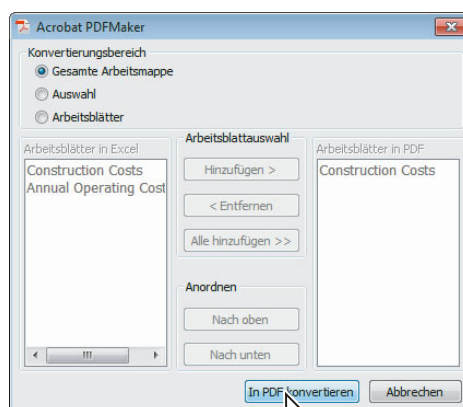 Acrobat PDFMaker
Konvertierungsbereich
Gesamte Arbeitsmappe
Auswahl
Arbeitsblätter
Arbeitsblätter in Excel
Construction Costs
Annual Operating Cost
Arbeitsblattauswahl
Hinzufügen >
< Entfernen
Alle hinzufügen >>
Anordnen
Nach oben
Nach unten
Arbeitsblätter in PDF
Construction Costs
In PDF konvertieren
Abbrechen